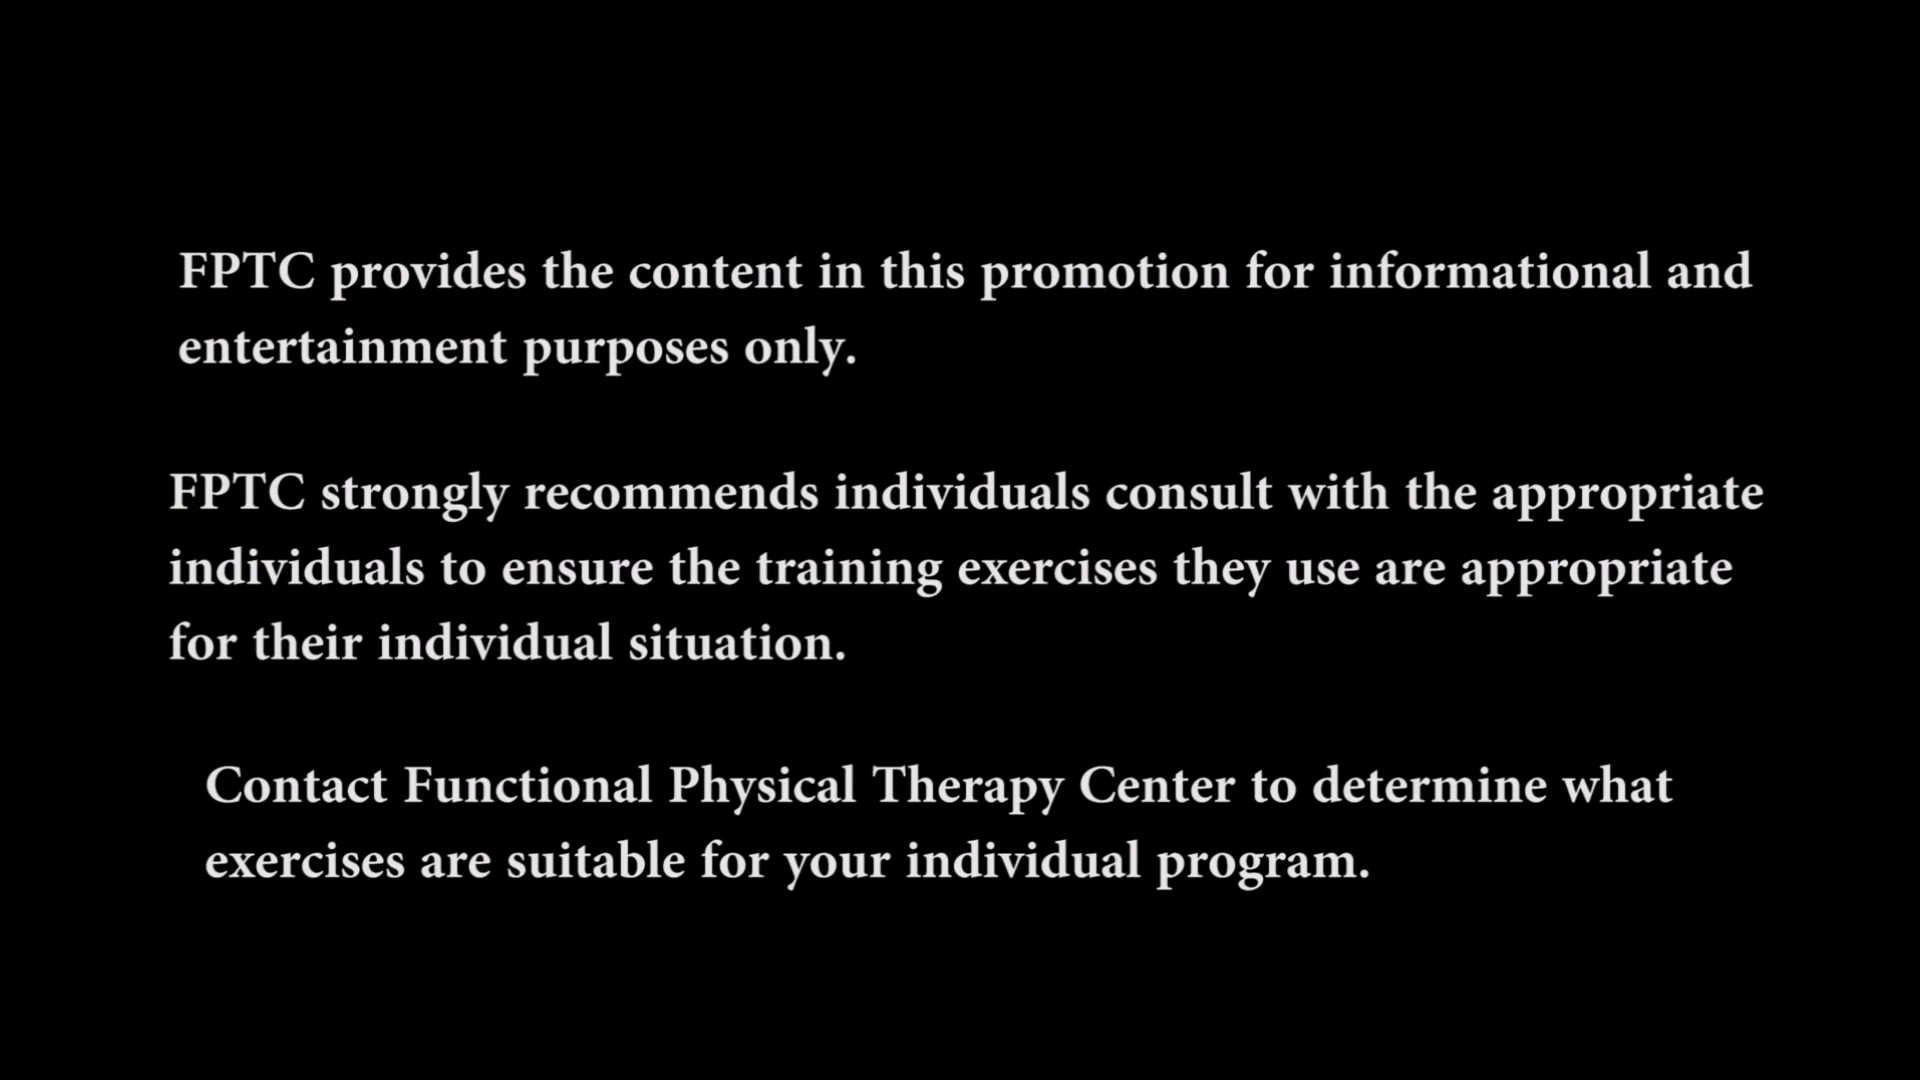 FPTC provides the content in this promotion for informational and
entertainment purposes only.
FPTC strongly recommends individuals consult with the appropriate
individuals to ensure the training exercises they use are appropriate
for their individual situation.
Contact Functional Physical Therapy Center to determine what
exercises are suitable for your individual program.